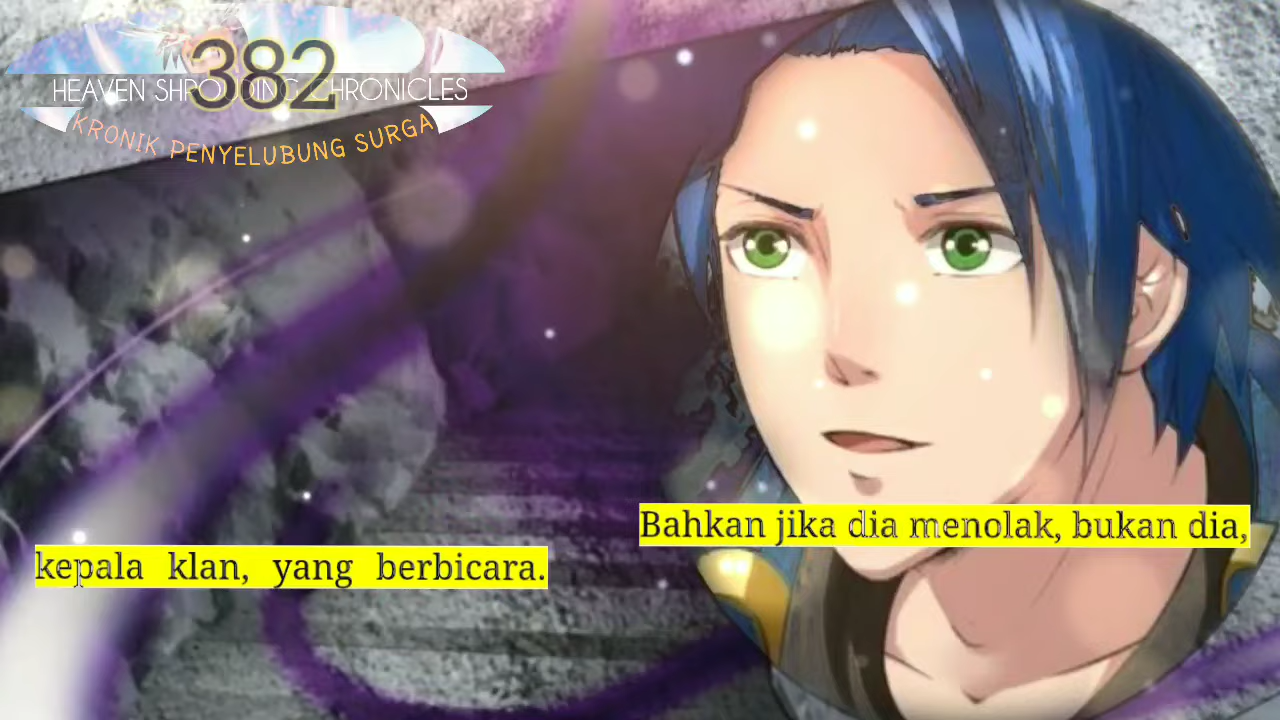 382
HEAVEN SHROUDING CHRONICLES
KRONIK PENYELUBUNG SURGA
Bahkan jika dia menolak, bukan dia,
kepala klan, yang berbicara.